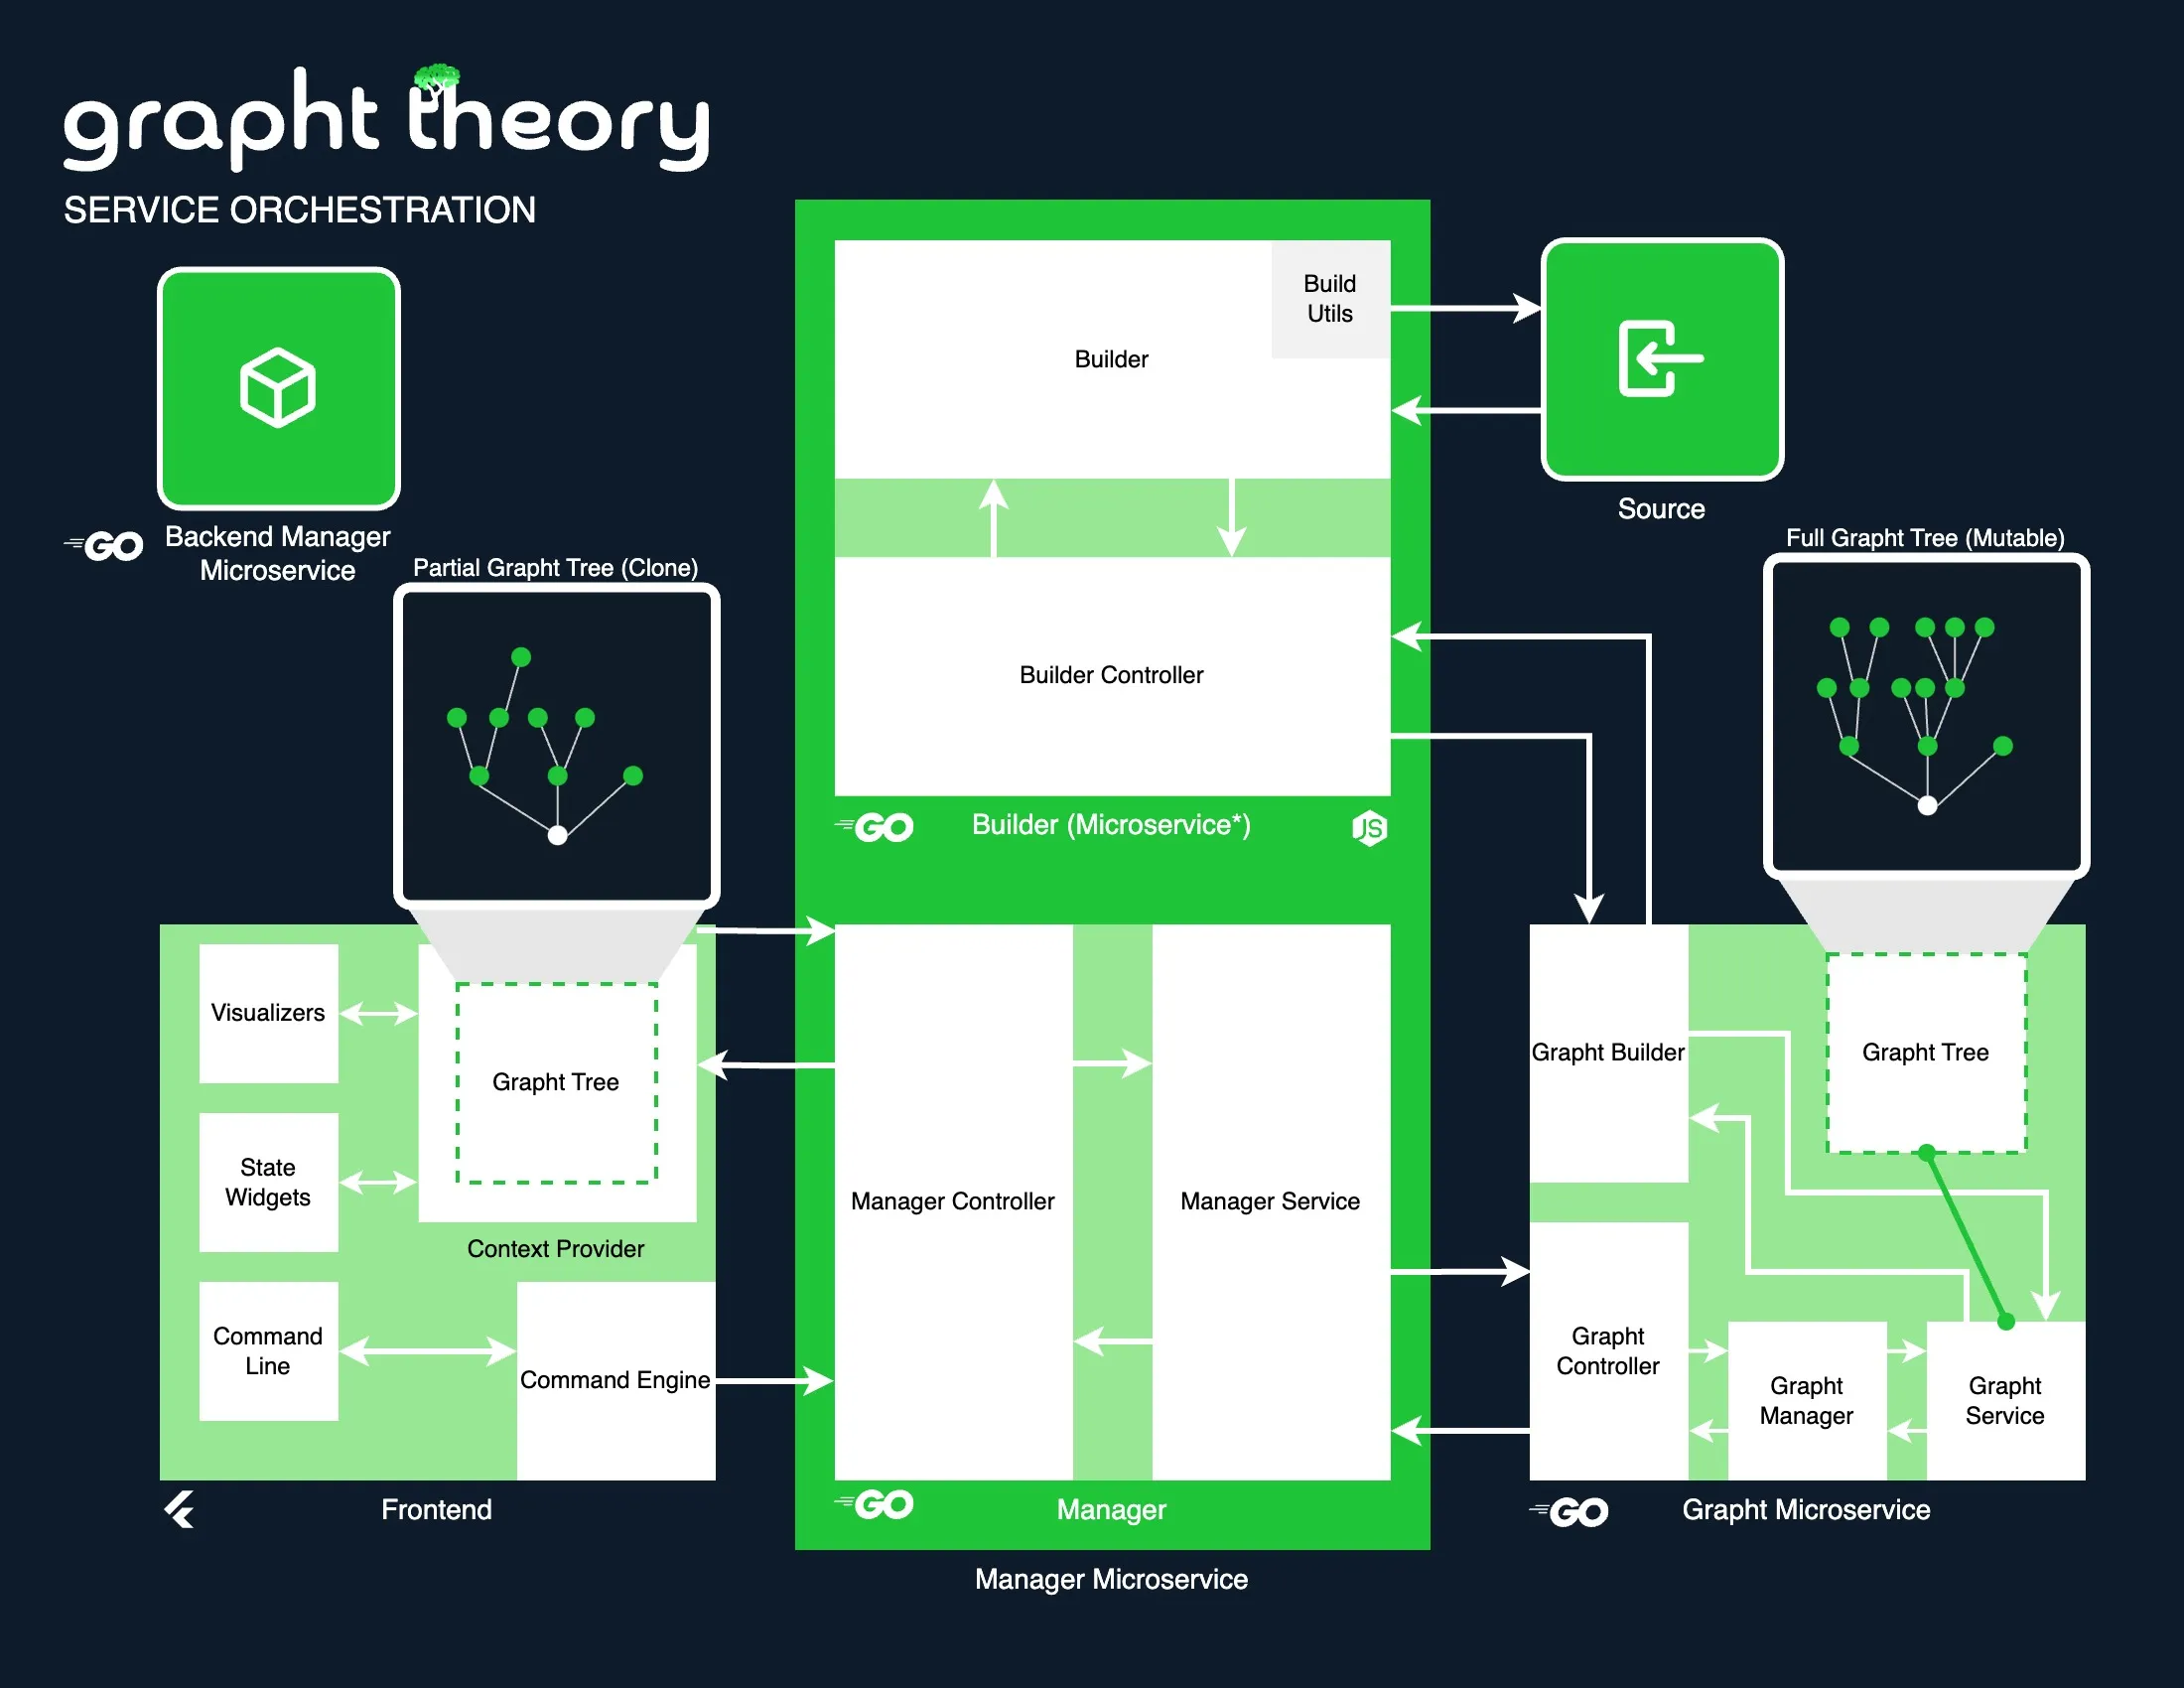 grapht theory
SERVICE ORCHESTRATION
Build
Utils
Builder
Source
GO
Backend Manager
Microservice
Partial Grapht Tree (Clone)
Full Grapht Tree (Mutable)
Builder Controller
GO
Builder (Microservice*)
JS
Visualizers
State
Widgets
Command
Line
Grapht Tree
Context Provider
Command Engine
Frontend
Manager Controller
Manager Service
GO
Manager
Manager Microservice
Grapht Builder
Grapht Tree
Grapht
Controller
Grapht
Manager
Grapht
Service
GO
Grapht Microservice